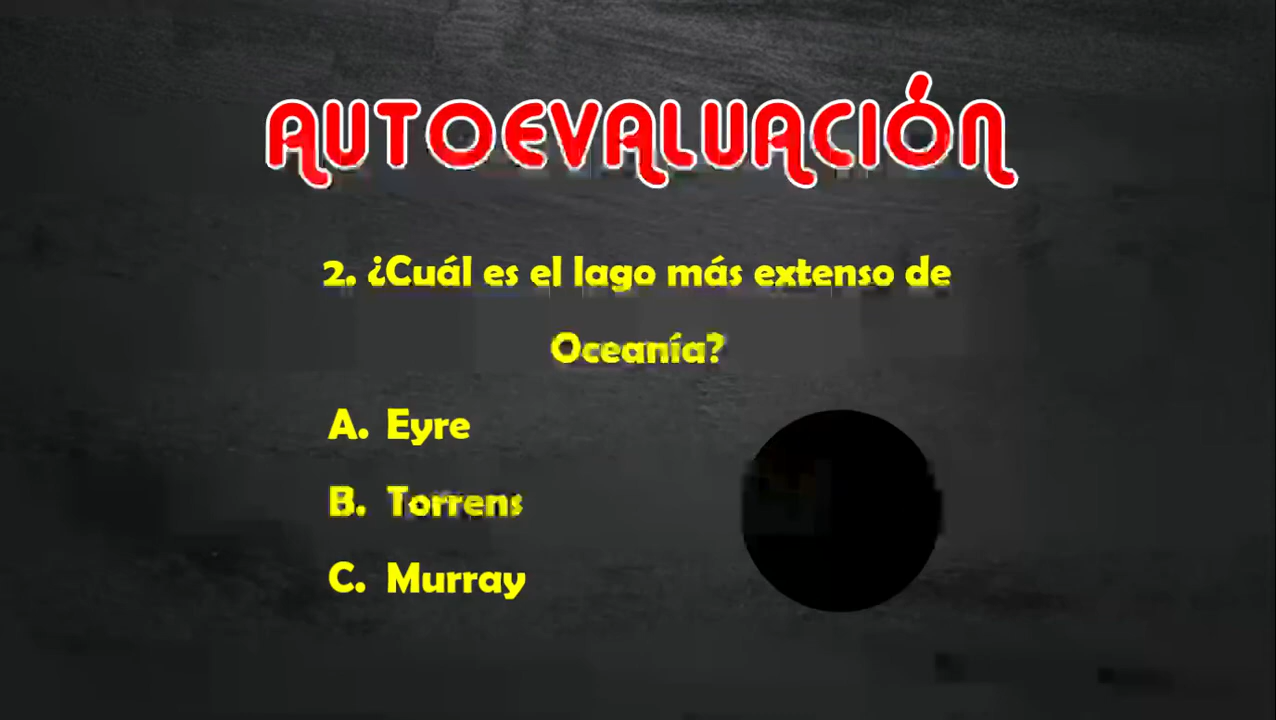 AUTOEVALUACIÓN
2. ¿Cuál es el lago más extenso de
Oceanía?
A. Eyre
B. Torrens
C. Murray